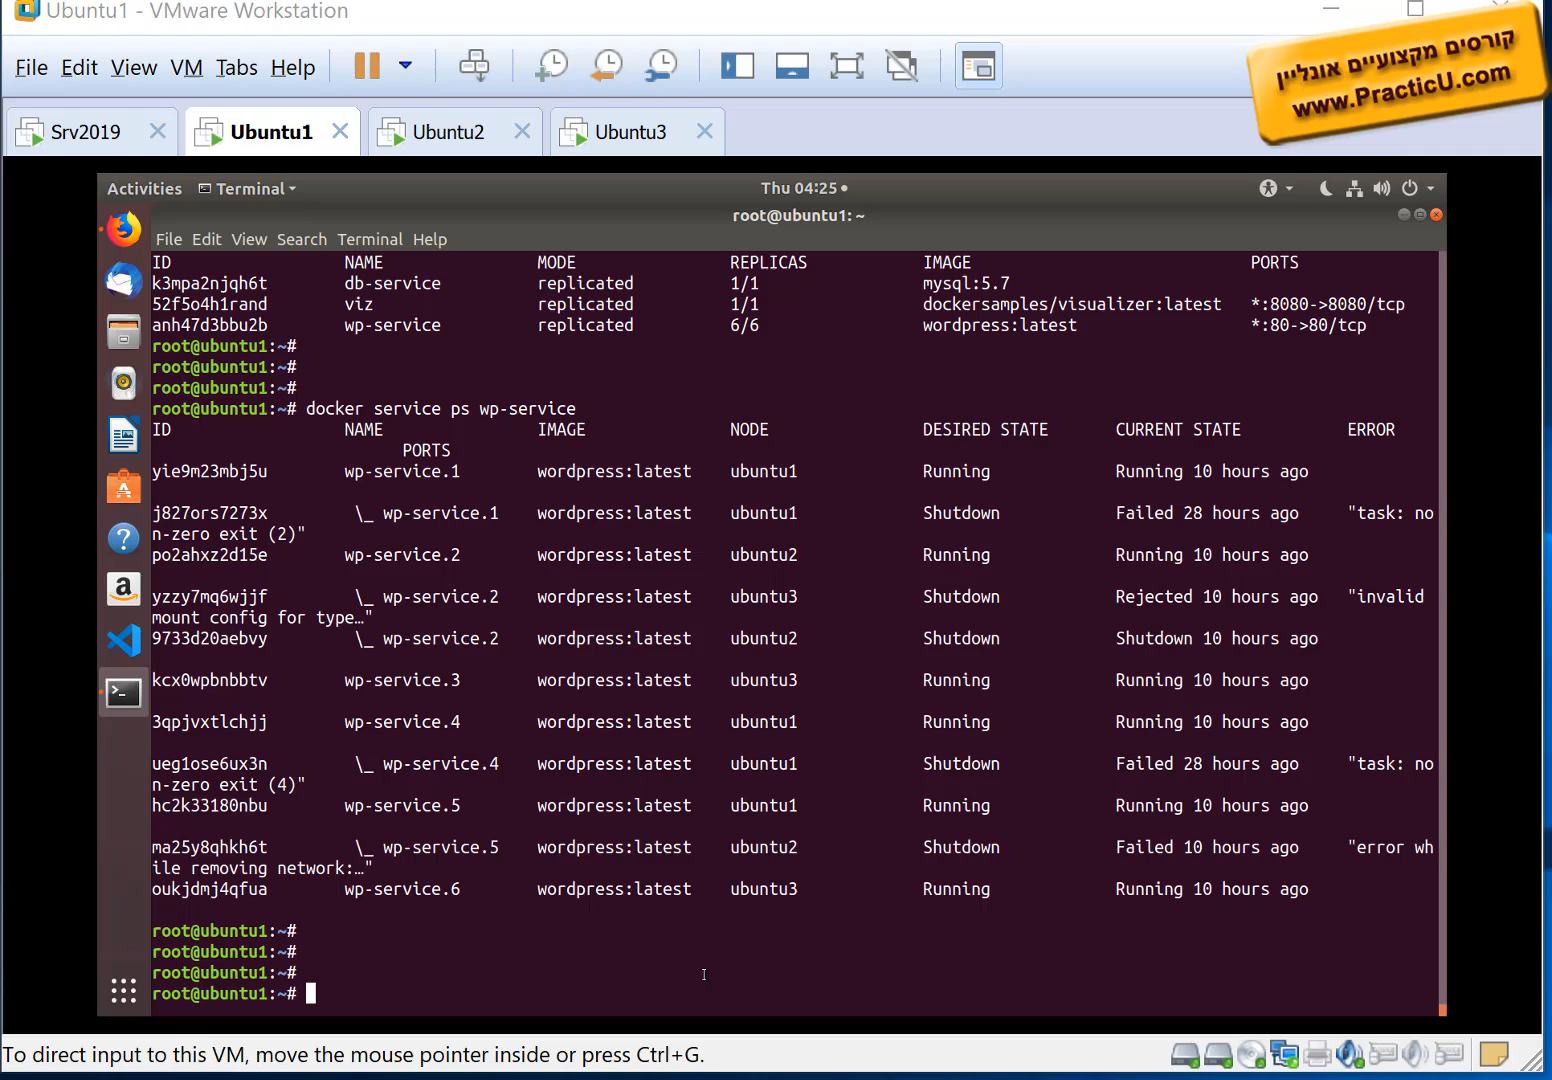 Ubuntu1 - VMware Workstation
File Edit View VM Tabs Help
קורסים מקצועיים אונליין
www.PracticU.com
Srv2019 Ubuntu1 Ubuntu2 Ubuntu3
Activities Terminal Thu 04:25
root@ubuntu1: ~
File Edit View Search Terminal Help
ID NAME MODE REPLICAS IMAGE PORTS
k3mpa2njqh6t db-service replicated 1/1 mysql:5.7
52f5o4h1rand viz replicated 1/1 dockersamples/visualizer:latest *:8080->8080/tcp
anh47d3bbu2b wp-service replicated 6/6 wordpress:latest *:80->80/tcp
root@ubuntu1:~#
root@ubuntu1:~#
root@ubuntu1:~#
root@ubuntu1:~# docker service ps wp-service
ID NAME IMAGE NODE DESIRED STATE CURRENT STATE ERROR
PORTS
yie9m23mbj5u wp-service.1 wordpress:latest ubuntu1 Running Running 10 hours ago
j827ors7273x \_ wp-service.1 wordpress:latest ubuntu1 Shutdown Failed 28 hours ago "task: no
n-zero exit (2)"
po2ahxz2d15e wp-service.2 wordpress:latest ubuntu2 Running Running 10 hours ago
yzzy7mq6wjjf \_ wp-service.2 wordpress:latest ubuntu3 Shutdown Rejected 10 hours ago "invalid
mount config for type…"
9733d20aebvy \_ wp-service.2 wordpress:latest ubuntu2 Shutdown Shutdown 10 hours ago
kcx0wpbnbbtv wp-service.3 wordpress:latest ubuntu3 Running Running 10 hours ago
3qpjvxtlchjj wp-service.4 wordpress:latest ubuntu1 Running Running 10 hours ago
ueg1ose6ux3n \_ wp-service.4 wordpress:latest ubuntu1 Shutdown Failed 28 hours ago "task: no
n-zero exit (4)"
hc2k33180nbu wp-service.5 wordpress:latest ubuntu1 Running Running 10 hours ago
ma25y8qhkh6t \_ wp-service.5 wordpress:latest ubuntu2 Shutdown Failed 10 hours ago "error wh
ile removing network:…"
oukjdmj4qfua wp-service.6 wordpress:latest ubuntu3 Running Running 10 hours ago
root@ubuntu1:~#
root@ubuntu1:~#
root@ubuntu1:~#
root@ubuntu1:~#
To direct input to this VM, move the mouse pointer inside or press Ctrl+G.